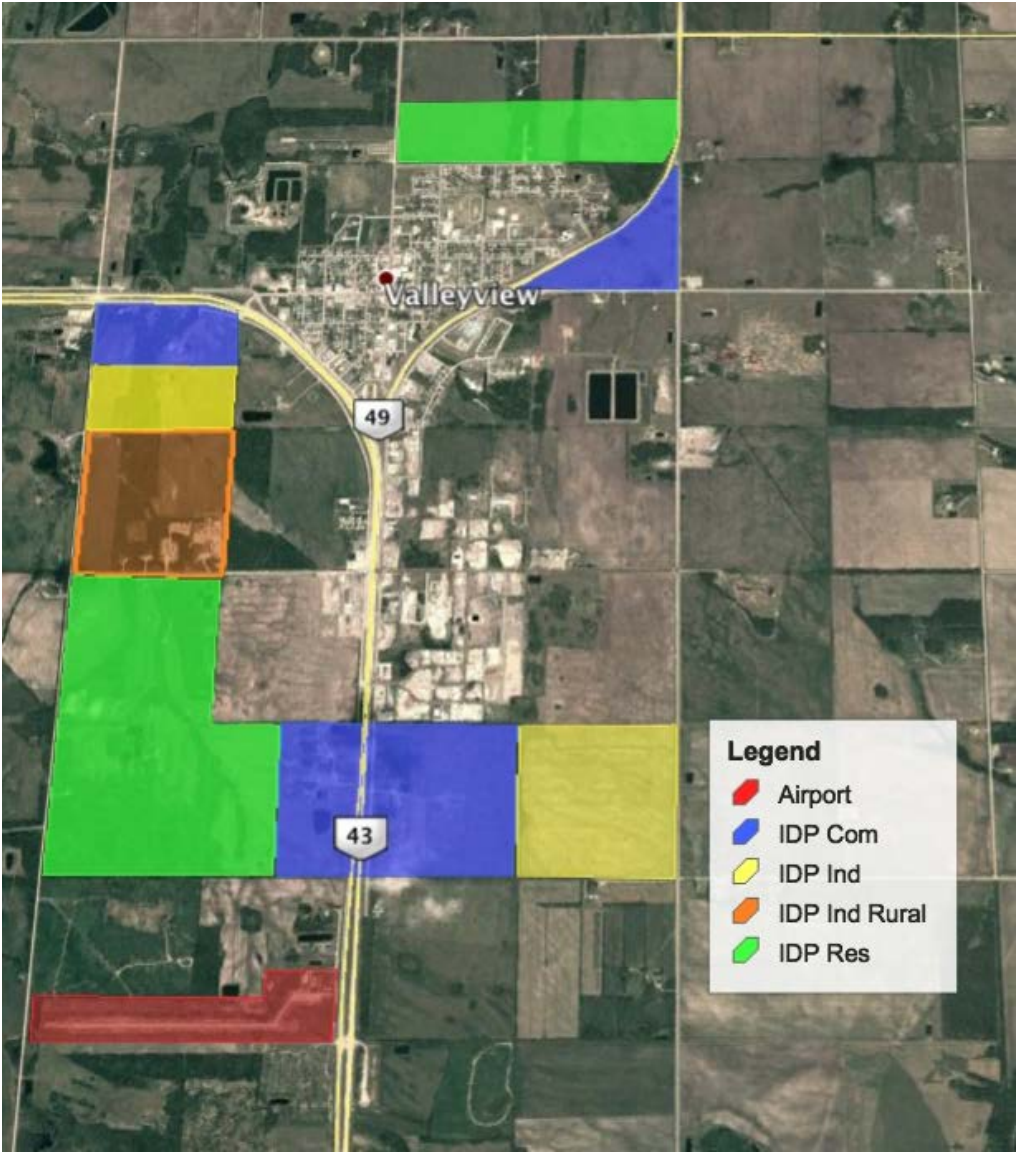 Valleyview
49
43
Legend
Airport
IDP Com
IDP Ind
IDP Ind Rural
IDP Res